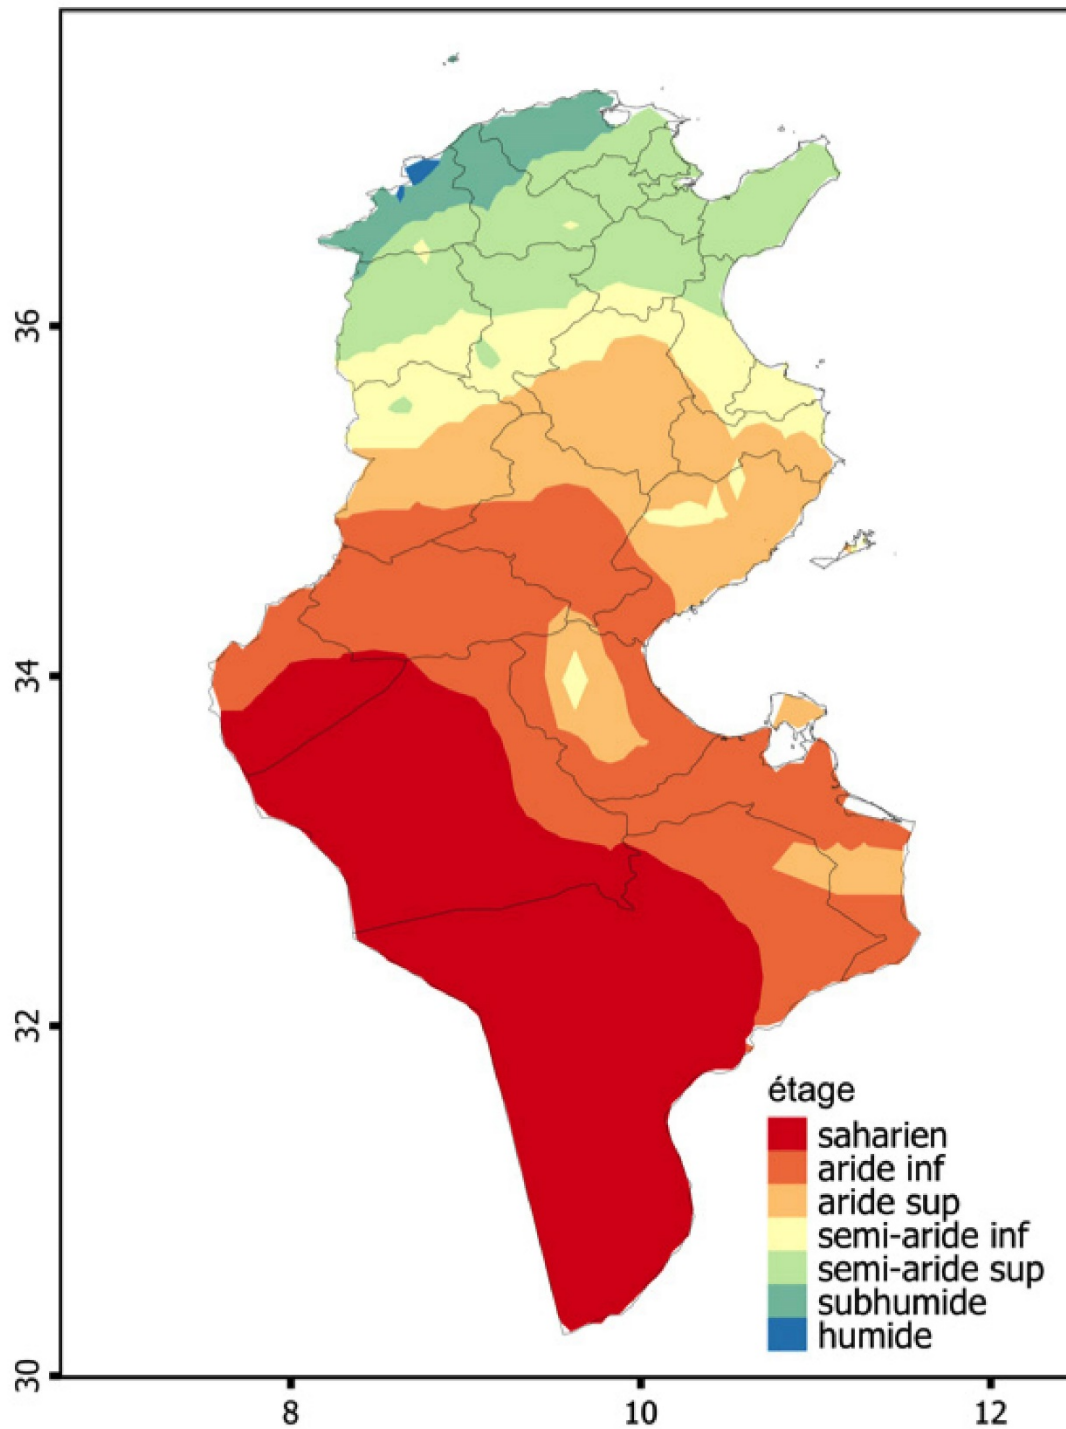 36
34
32
30
8
10
12
étage
saharien
aride inf
aride sup
semi-aride inf
semi-aride sup
subhumide
humide